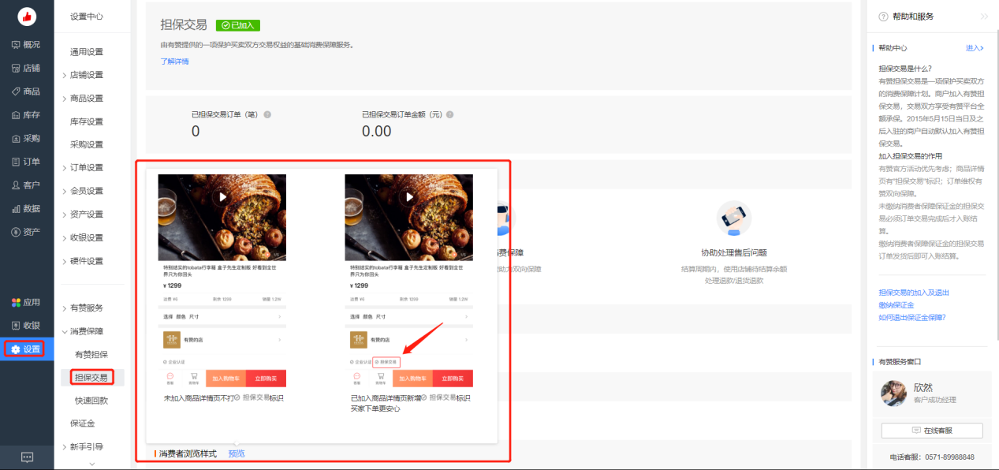 概况
店铺
商品
库存
采购
订单
客户
数据
资产
应用
收银
设置
设置中心
通用设置
店铺设置
商品设置
库存设置
采购设置
订单设置
会员设置
资产设置
收银设置
硬件设置
有赞服务
消费保障
有赞担保
担保交易
快速回款
保证金
新手引导
担保交易
已加入
由有赞提供的一项保护买卖双方交易权益的基础消费保障服务。
了解详情
已担保交易订单（笔）
0
已担保交易订单金额（元）
0.00
特别结实的tobata行李箱 盒子先生定制版 好看到全世
界只为你回头
¥ 1299
运费 ¥6 剩余 1299 销量 1.2W
选择 颜色 尺寸
有赞的店
企业认证
客服
购物车
加入购物车
立即购买
未加入商品详情页不打 担保交易标识
特别结实的tobata行李箱 盒子先生定制版 好看到全世
界只为你回头
¥ 1299
运费 ¥6 剩余 1299 销量 1.2W
选择 颜色 尺寸
有赞的店
企业认证 担保交易
客服
购物车
加入购物车
立即购买
已加入商品详情页新增 担保交易标识
买家下单更安心
费保障
助力双向保障
协助处理售后问题
结算周期内，使用店铺待结算余额
处理退款/退货退款
消费者浏览样式 预览
帮助和服务
帮助中心 进入
担保交易是什么?
有赞担保交易是一项保护买卖双方
的消费保障计划。商户加入有赞担
保交易，交易双方享受有赞平台全
额承保。2015年5月15日当日及之
后入驻的商户自动默认加入有赞担
保交易。
加入担保交易的作用
有赞官方活动优先考虑；商品详情
页有"担保交易"标识；订单维权有
赞双向保障。
未缴纳消费者保障保证金的担保交
易必须订单交易完成后才入账结
算。
缴纳消费者保障保证金的担保交易
订单发货后即可入账结算。
担保交易的加入及退出
缴纳保证金
如何退出保证金保障?
有赞服务窗口
欣然
客户成功经理
在线客服
电话客服：0571-89988848